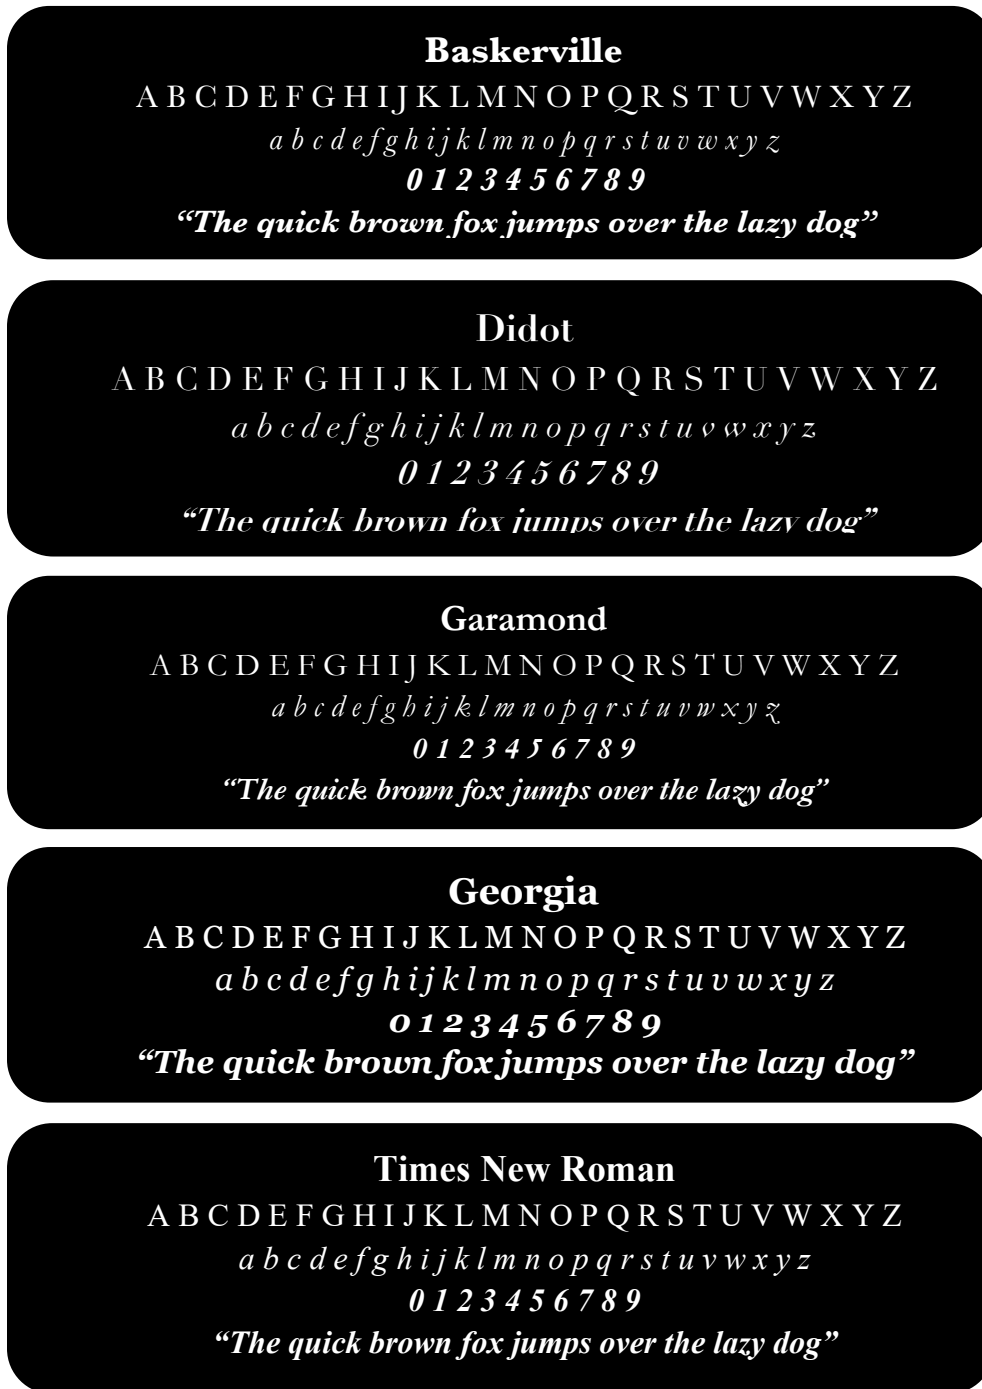 Baskerville
A B C D E F G H I J K L M N O P Q R S T U V W X Y Z
a b c d e f g h i j k l m n o p q r s t u v w x y z
0 1 2 3 4 5 6 7 8 9
“The quick brown fox jumps over the lazy dog”
Didot
A B C D E F G H I J K L M N O P Q R S T U V W X Y Z
a b c d e f g h i j k l m n o p q r s t u v w x y z
0 1 2 3 4 5 6 7 8 9
“The quick brown fox jumps over the lazy dog”
Garamond
A B C D E F G H I J K L M N O P Q R S T U V W X Y Z
a b c d e f g h i j k l m n o p q r s t u v w x y z
0 1 2 3 4 5 6 7 8 9
“The quick brown fox jumps over the lazy dog”
Georgia
A B C D E F G H I J K L M N O P Q R S T U V W X Y Z
a b c d e f g h i j k l m n o p q r s t u v w x y z
0 1 2 3 4 5 6 7 8 9
“The quick brown fox jumps over the lazy dog”
Times New Roman
A B C D E F G H I J K L M N O P Q R S T U V W X Y Z
a b c d e f g h i j k l m n o p q r s t u v w x y z
0 1 2 3 4 5 6 7 8 9
“The quick brown fox jumps over the lazy dog”